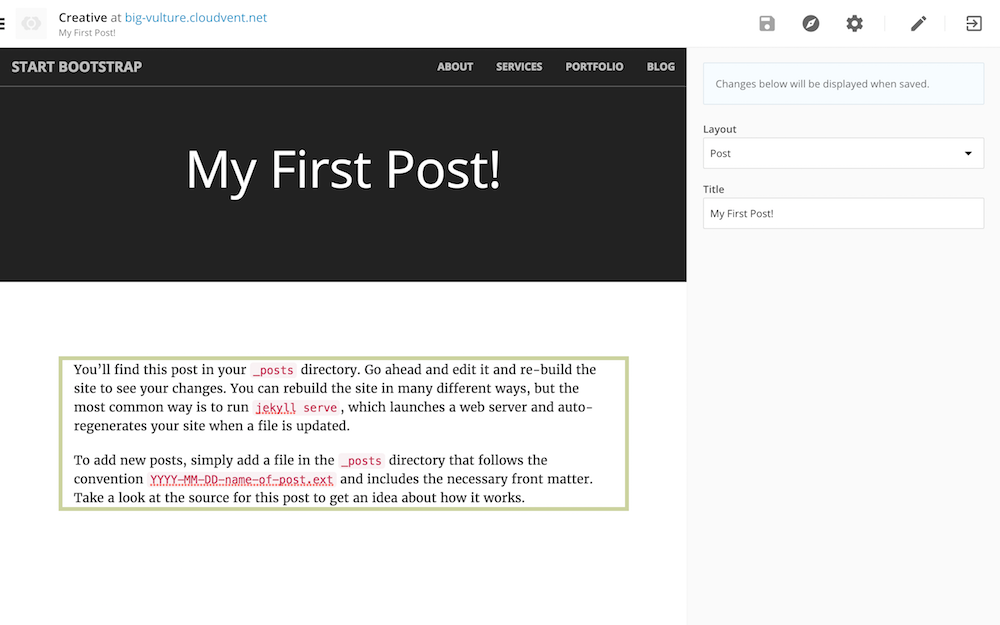 Creative at big-vulture.cloudvent.net
My First Post!
START BOOTSTRAP ABOUT SERVICES PORTFOLIO BLOG
My First Post!
You’ll find this post in your _posts directory. Go ahead and edit it and re-build the
site to see your changes. You can rebuild the site in many different ways, but the
most common way is to run jekyll serve, which launches a web server and auto-
regenerates your site when a file is updated.
To add new posts, simply add a file in the _posts directory that follows the
convention YYYY-MM-DD-name-of-post.ext and includes the necessary front matter.
Take a look at the source for this post to get an idea about how it works.
Changes below will be displayed when saved.
Layout
Post
Title
My First Post!